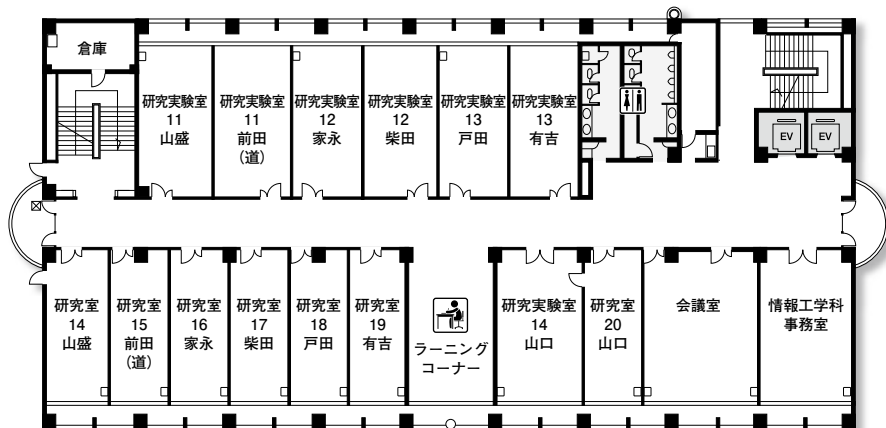 倉庫
研究実験室
11
山盛
研究実験室
11
前田
(道)
研究実験室
12
家永
研究実験室
12
柴田
研究実験室
13
戸田
研究実験室
13
有吉
EV
EV
研究室
14
山盛
研究室
15
前田
(道)
研究室
16
家永
研究室
17
柴田
研究室
18
戸田
研究室
19
有吉
ラーニング
コーナー
研究実験室
14
山口
研究室
20
山口
会議室
情報工学科
事務室